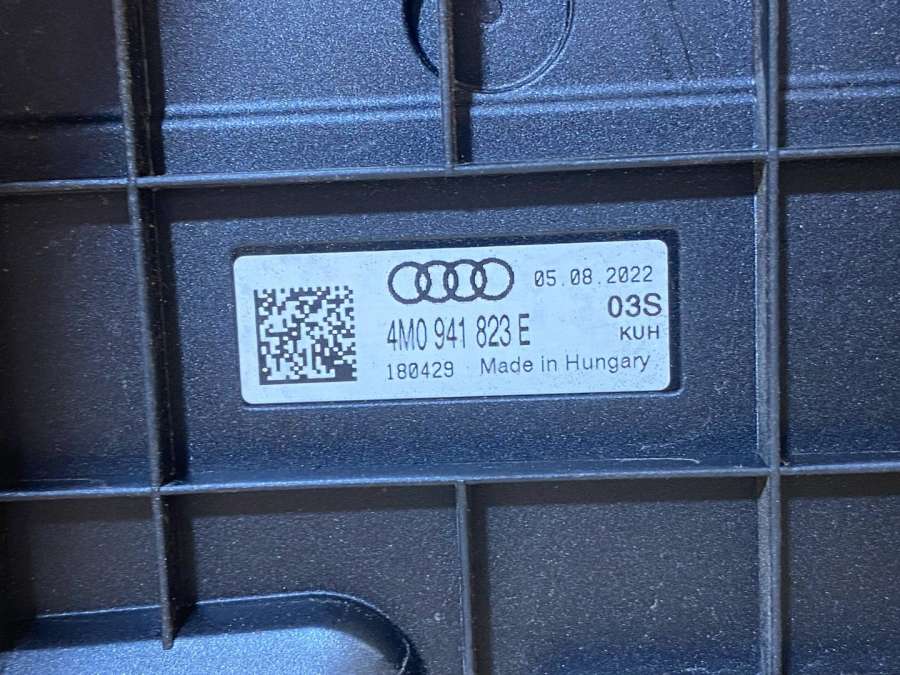 05.08.2022
03S
4M0 941 823 E
KUH
180429 Made in Hungary